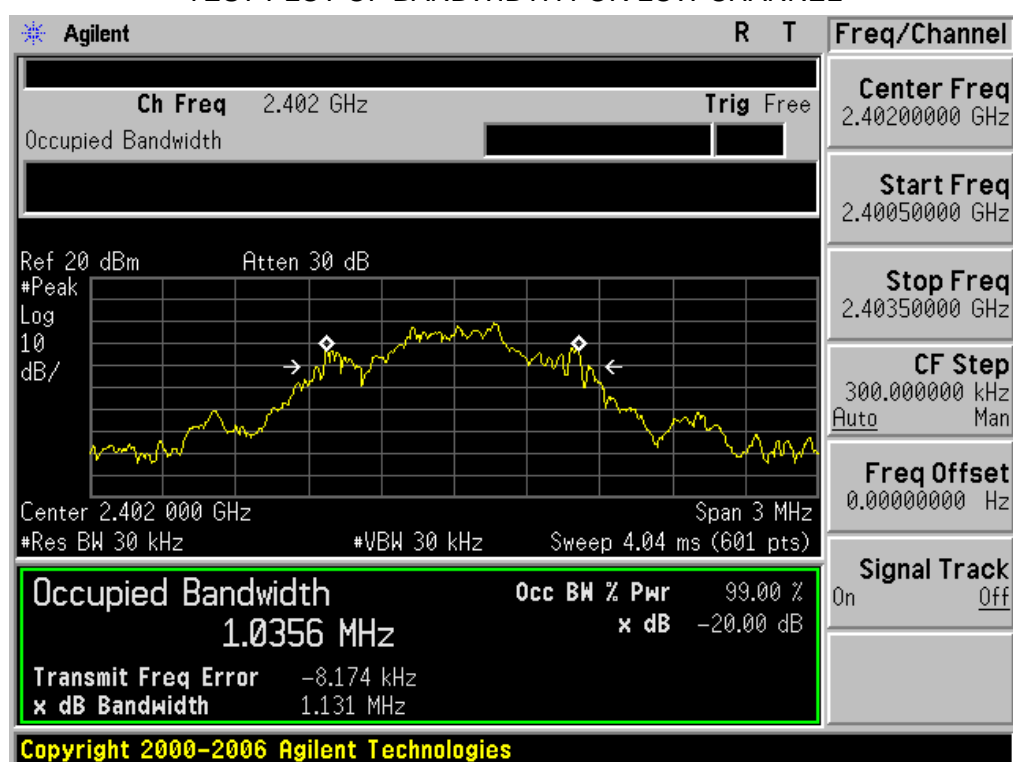 Agilent R T Freq/Channel
Ch Freq 2.402 GHz Trig Free
Occupied Bandwidth
Center Freq
2.40200000 GHz
Start Freq
2.40050000 GHz
Stop Freq
2.40350000 GHz
CF Step
300.000000 kHz
Auto Man
Freq Offset
0.00000000 Hz
Signal Track
On Off
Ref 20 dBm Atten 30 dB
#Peak
Log
10
dB/
Center 2.402 000 GHz Span 3 MHz
#Res BW 30 kHz #VBW 30 kHz Sweep 4.04 ms (601 pts)
Occupied Bandwidth Occ BW % Pwr 99.00 %
1.0356 MHz x dB -20.00 dB
Transmit Freq Error -8.174 kHz
x dB Bandwidth 1.131 MHz
Copyright 2000-2006 Agilent Technologies